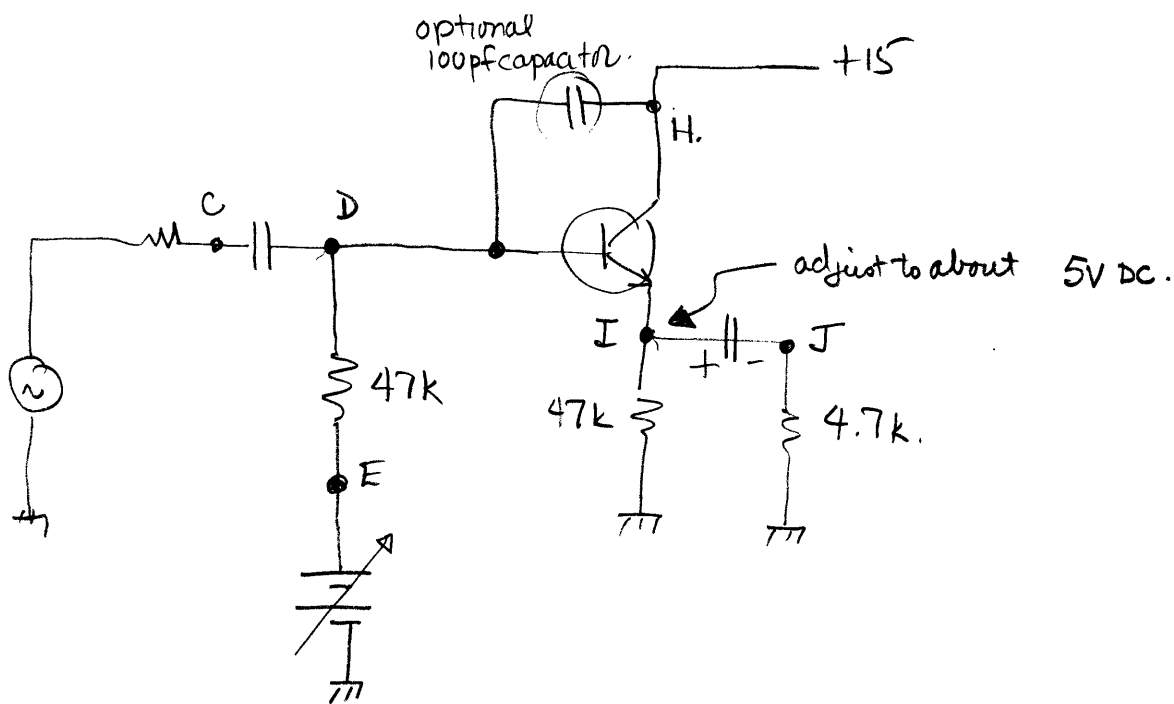 optional
100pf capacitor.
+15
H.
C
D
adjust to about 5V DC.
I
+
-
J
47k
47k
4.7k.
E
~